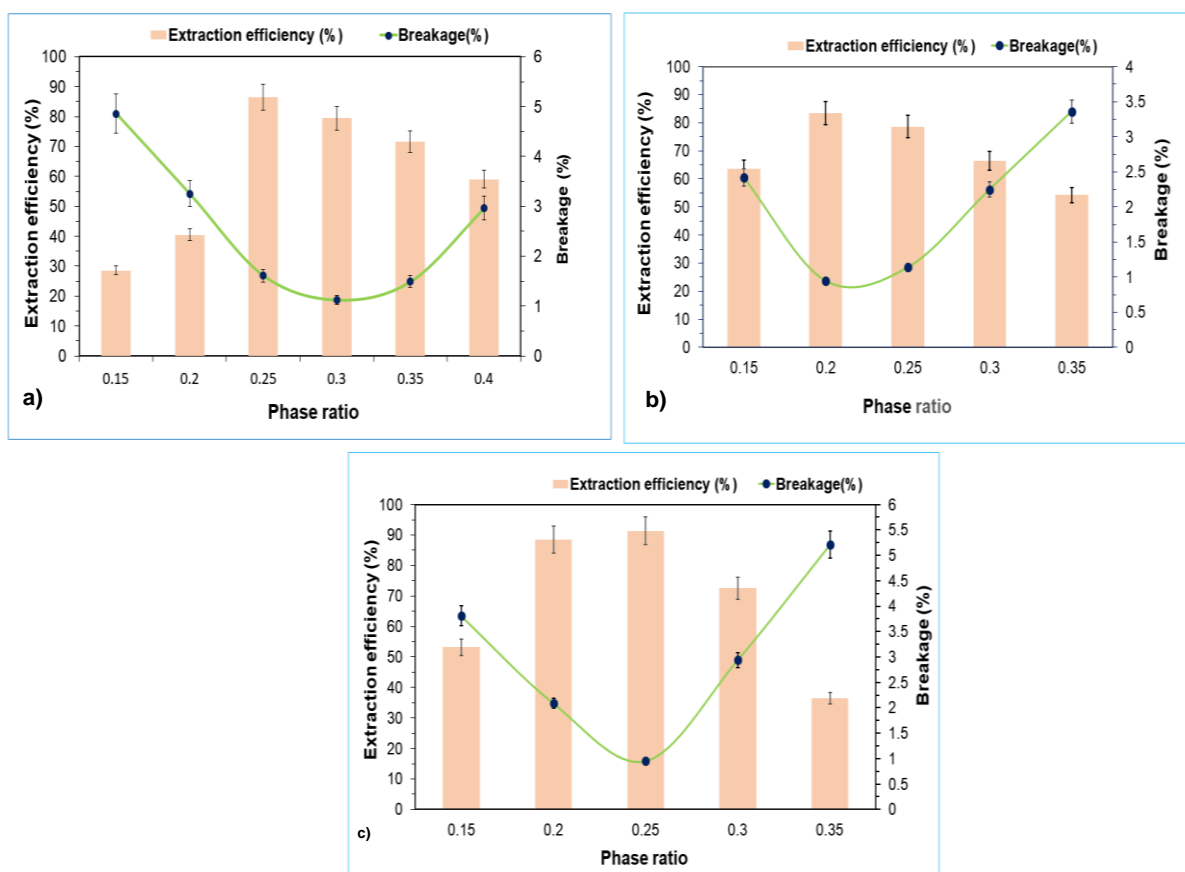 Extraction efficiency (%) Breakage(%)
100 6
90
80 5
70
60 4
50 3
40
30 2
20
10 1
0 0
Extraction efficiency (%)
Breakage (%)
0.15 0.2 0.25 0.3 0.35 0.4
a)
Phase ratio
Extraction efficiency (%) Breakage(%)
100 4
90 3.5
80
70 3
60 2.5
50 2
40 1.5
30
20 1
10 0.5
0 0
Extraction efficiency (%)
Breakage (%)
0.15 0.2 0.25 0.3 0.35
b)
Phase ratio
Extraction efficiency (%) Breakage(%)
100 6
90 5.5
80 5
70 4.5
60 4
50 3.5
40 3
30 2.5
20 2
10 1.5
0 1
0.5
0
Extraction efficiency (%)
Breakage (%)
0.15 0.2 0.25 0.3 0.35
c)
Phase ratio